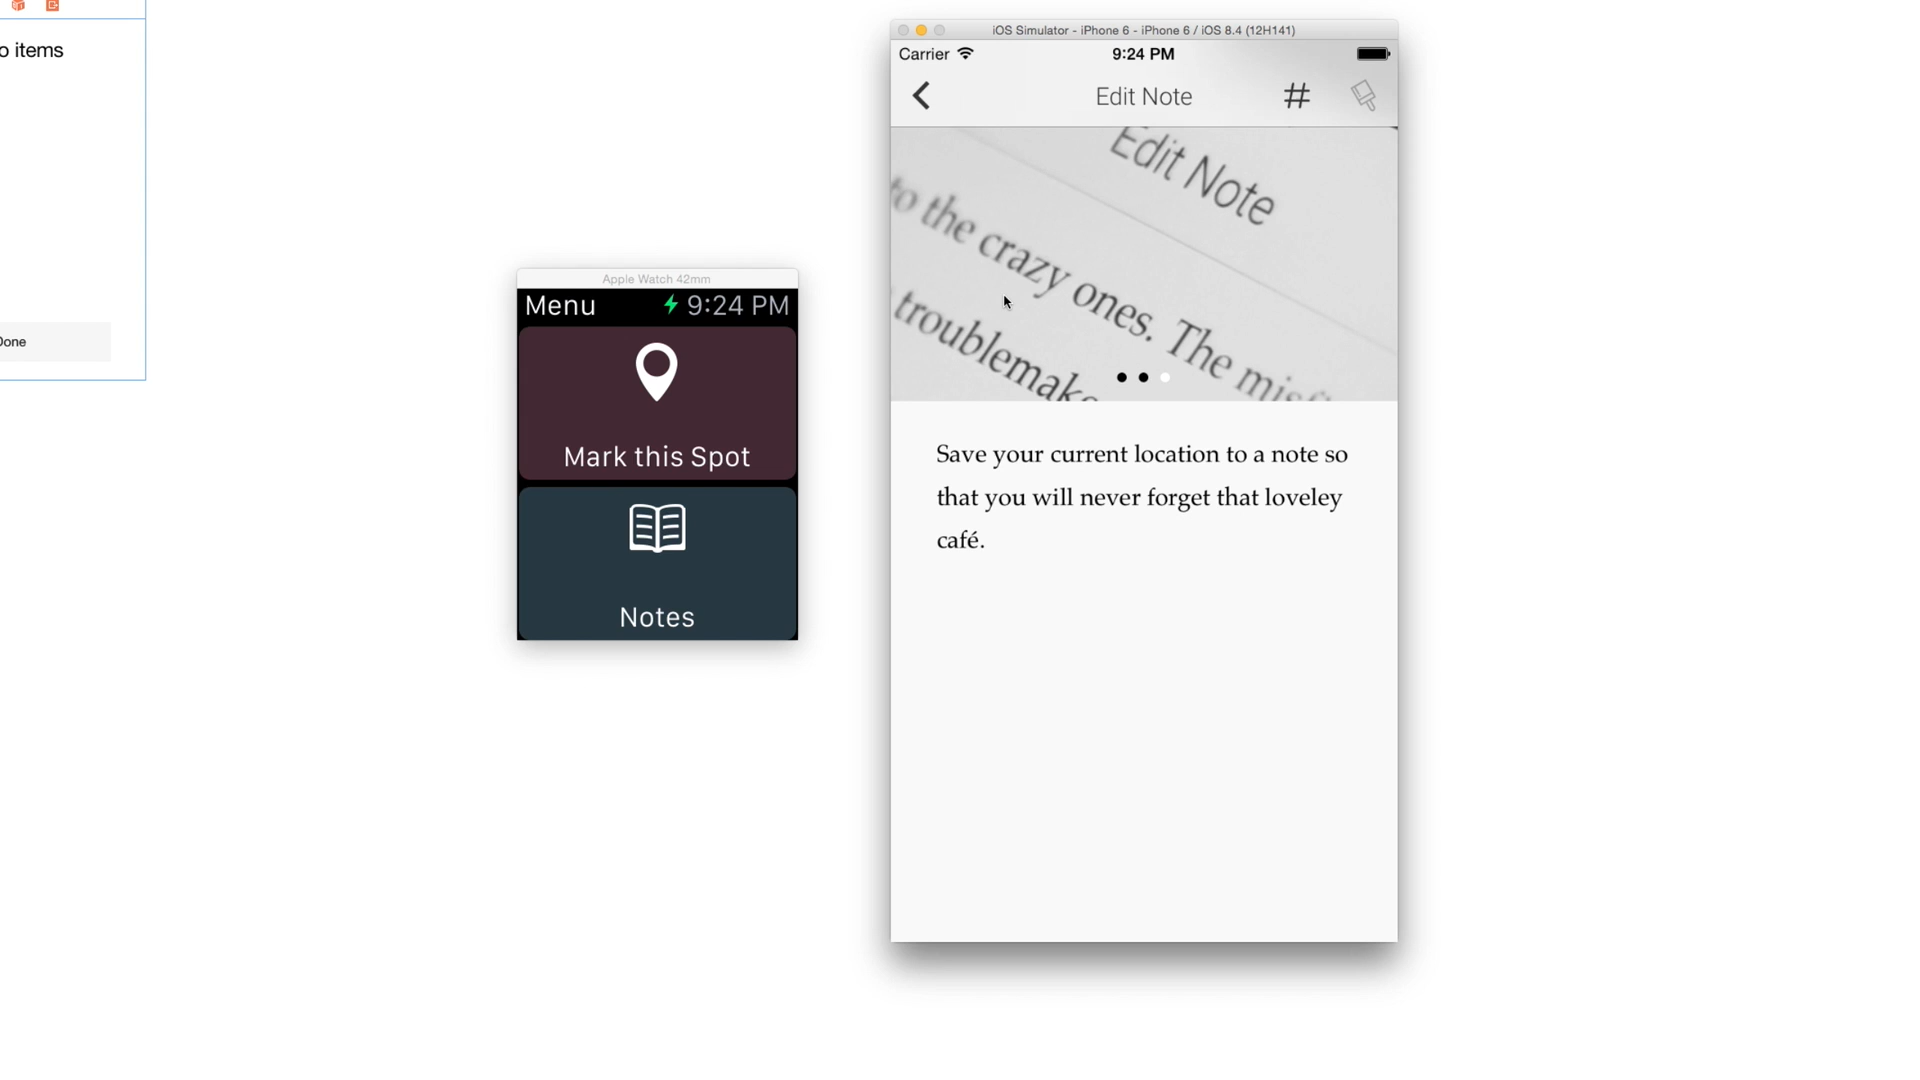 o items
Done
Apple Watch 42mm
Menu 9:24 PM
Mark this Spot
Notes
iOS Simulator - iPhone 6 - iPhone 6 / iOS 8.4 (12H141)
Carrier 9:24 PM
Edit Note #
Edit Note
to the crazy ones. The misfi
troublemake
Save your current location to a note so
that you will never forget that loveley
café.